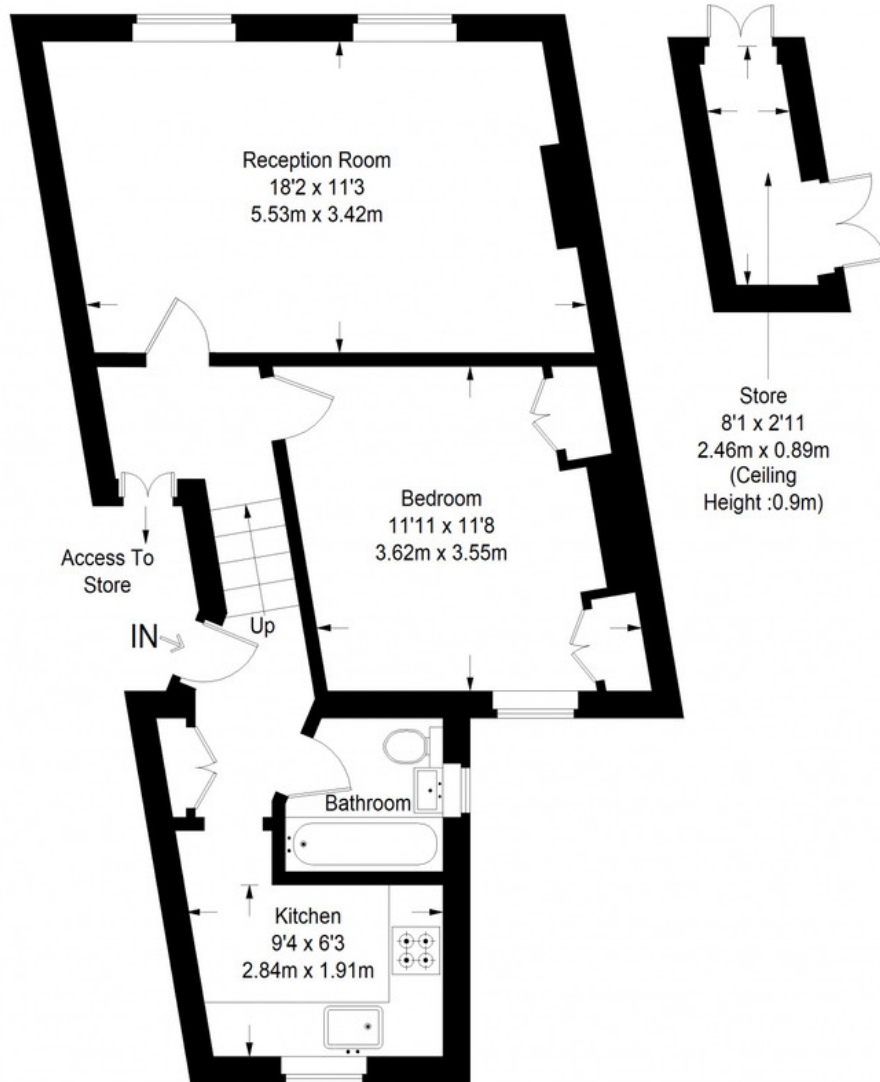 Reception Room
18'2 x 11'3
5.53m x 3.42m
Store
8'1 x 2'11
2.46m x 0.89m
(Ceiling
Height :0.9m)
Bedroom
11'11 x 11'8
3.62m x 3.55m
Access To
Store
IN
Up
Bathroom
Kitchen
9'4 x 6'3
2.84m x 1.91m